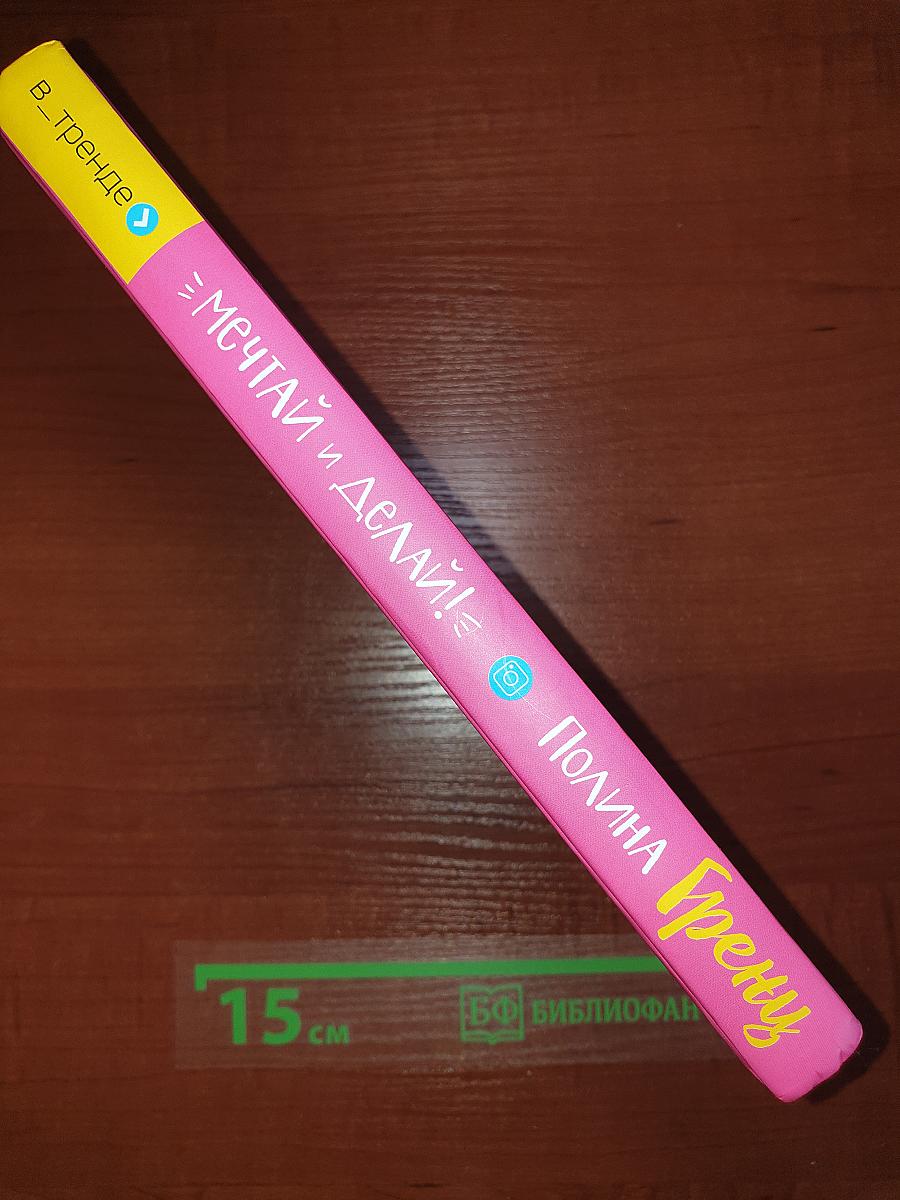 в_тренде
Мечтай и делай!
Полина Грену
15 см
БФ БИБЛИОФАН